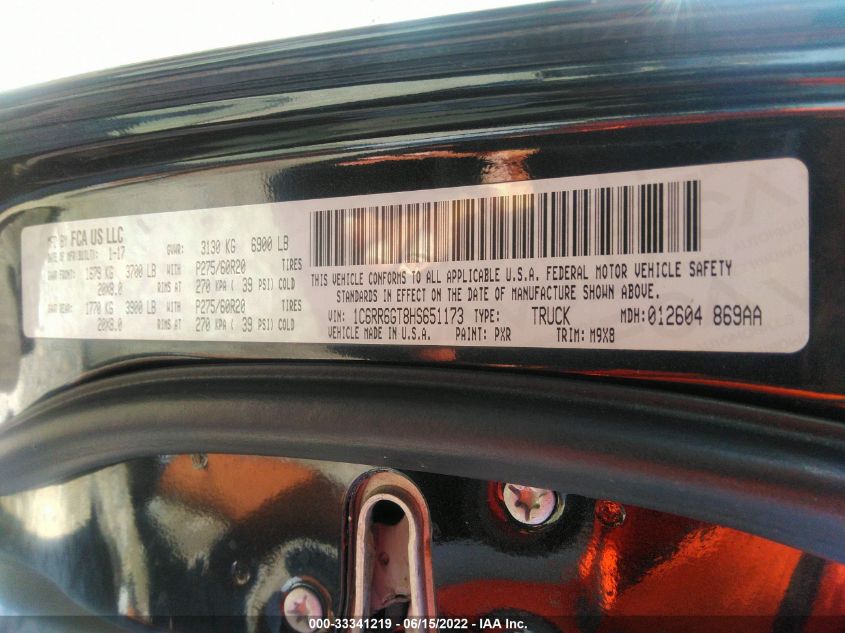 MFD BY FCA US LLC
DATE OF MFR(BUILT): 1-17 GVWR: 3130 KG 6900 LB
GAWR FRONT: 1679 KG 3700 LB WITH P275/60R20 TIRES
20X9.0 RIMS AT 270 KPA ( 39 PSI) COLD
GAWR REAR: 1770 KG 3900 LB WITH P275/60R20 TIRES
20X9.0 RIMS AT 270 KPA ( 39 PSI) COLD
THIS VEHICLE CONFORMS TO ALL APPLICABLE U.S.A. FEDERAL MOTOR VEHICLE SAFETY
STANDARDS IN EFFECT ON THE DATE OF MANUFACTURE SHOWN ABOVE.
VIN: 1C6RR6GT8HS651173 TYPE: TRUCK MDH: 012604 869AA
VEHICLE MADE IN U.S.A. PAINT: PXR TRIM: M9X8
000-33341219 - 06/15/2022 - IAA Inc.